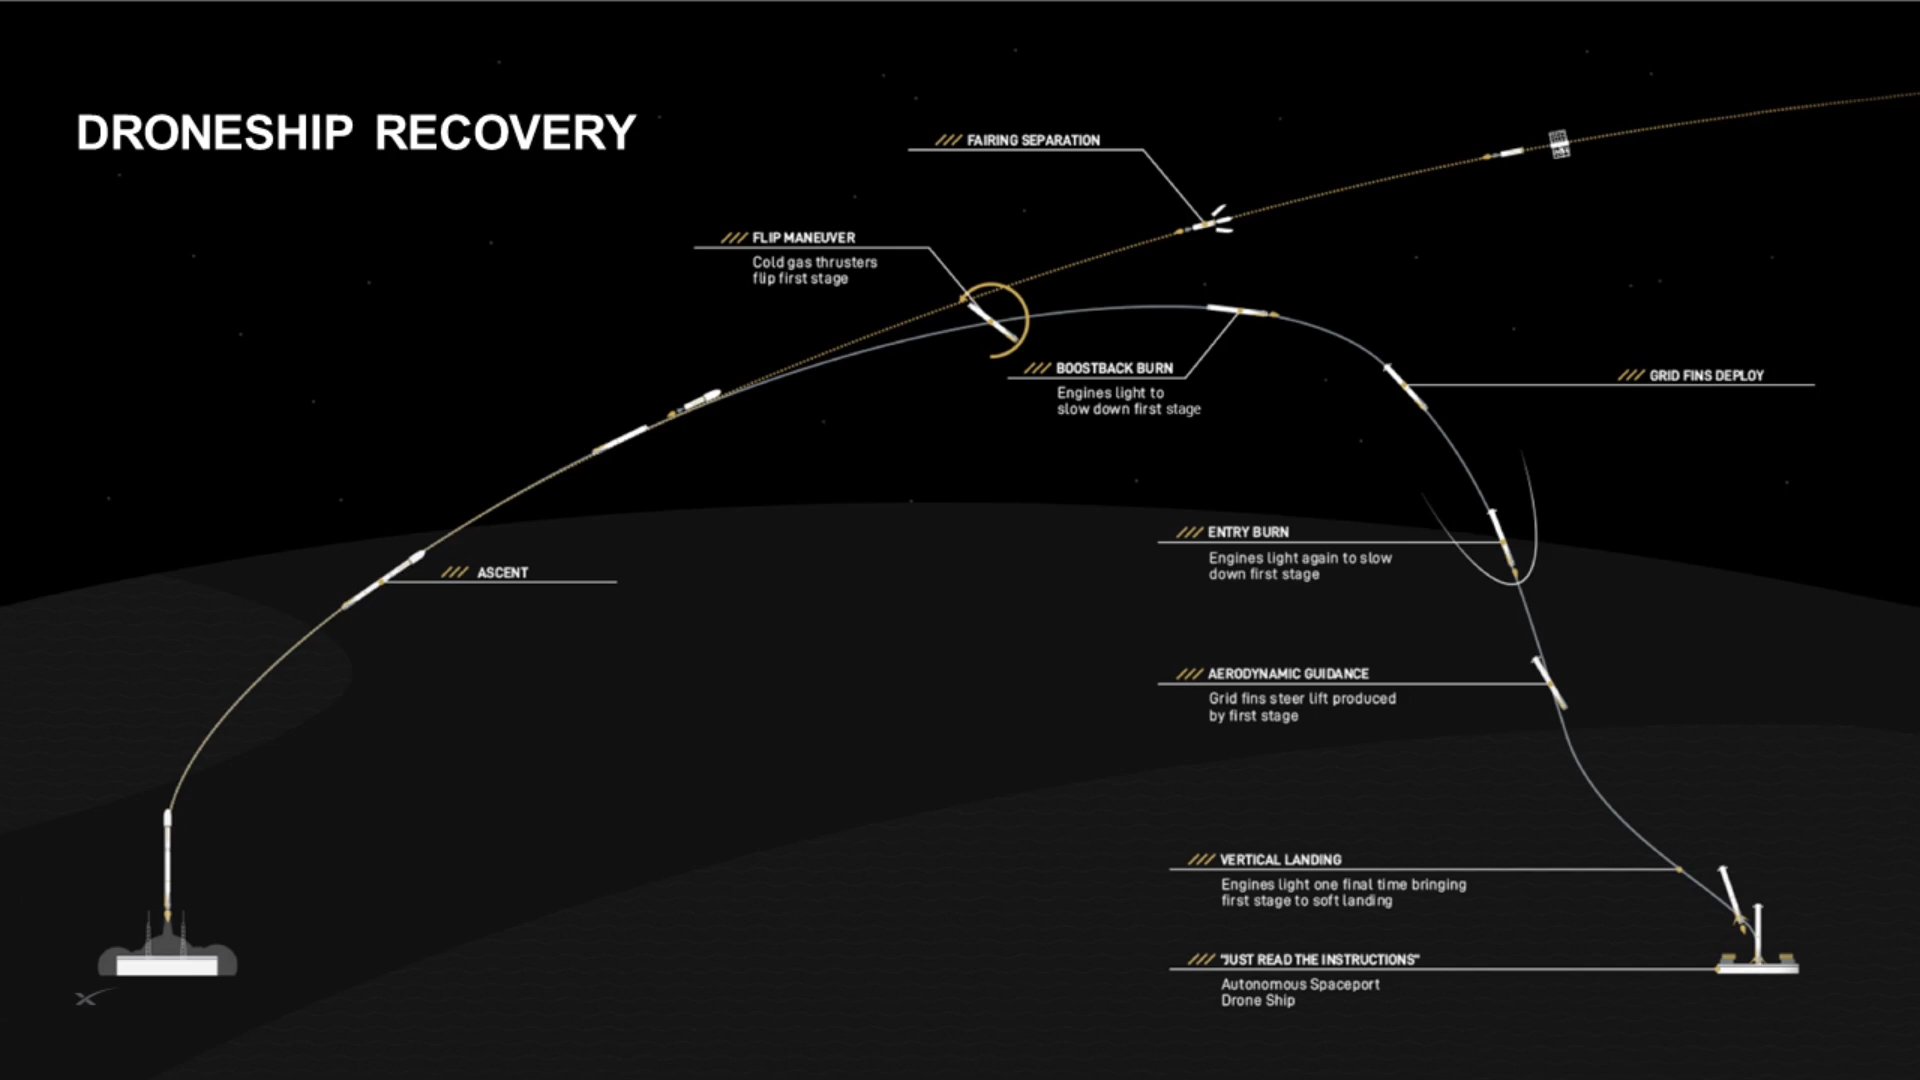 DRONESHIP RECOVERY
/// FAIRING SEPARATION
/// FLIP MANEUVER
Cold gas thrusters
flip first stage
/// BOOSTBACK BURN
Engines light to
slow down first stage
/// GRID FINS DEPLOY
/// ASCENT
/// ENTRY BURN
Engines light again to slow
down first stage
/// AERODYNAMIC GUIDANCE
Grid fins steer lift produced
by first stage
/// VERTICAL LANDING
Engines light one final time bringing
first stage to soft landing
/// "JUST READ THE INSTRUCTIONS"
Autonomous Spaceport
Drone Ship